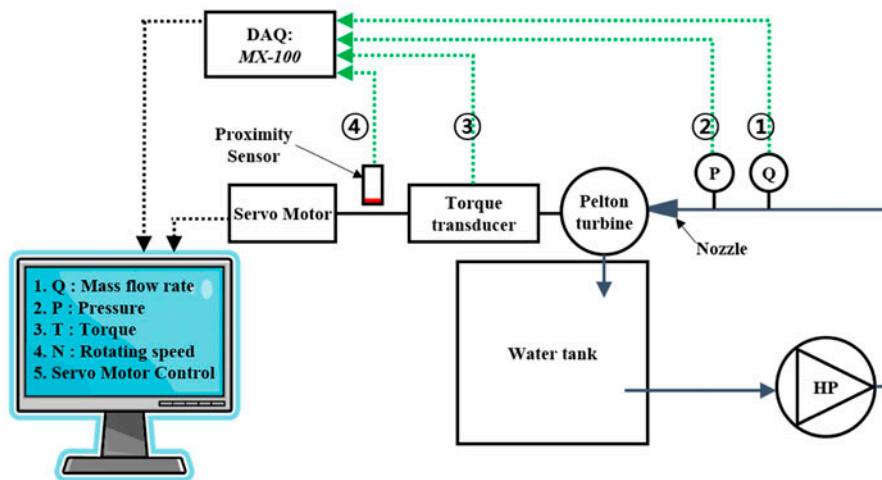 DAQ:
MX-100
④
③
②
①
Proximity
Sensor
P
Q
Servo Motor
Torque
transducer
Pelton
turbine
Nozzle
1. Q : Mass flow rate
2. P : Pressure
3. T : Torque
4. N : Rotating speed
5. Servo Motor Control
Water tank
HP